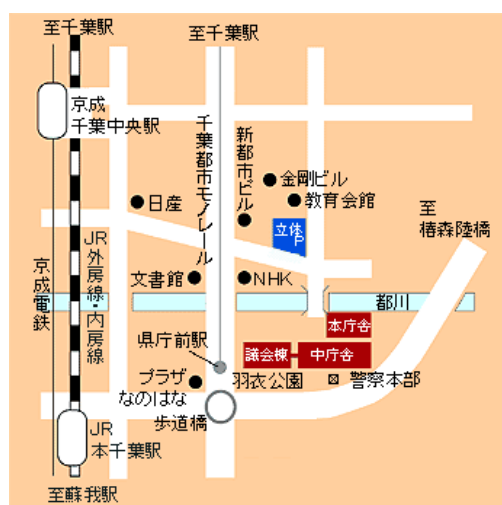 至千葉駅
至千葉駅
京成
千葉中央駅
千葉都市モノレール
新都市ビル
金剛ビル
教育会館
日産
立体
P
至
椿森陸橋
JR
外房線・内房線
京成電鉄
文書館
NHK
都川
本庁舎
県庁前駅
議会棟
中庁舎
プラザ
なのはな
羽衣公園
警察本部
歩道橋
JR
本千葉駅
至蘇我駅